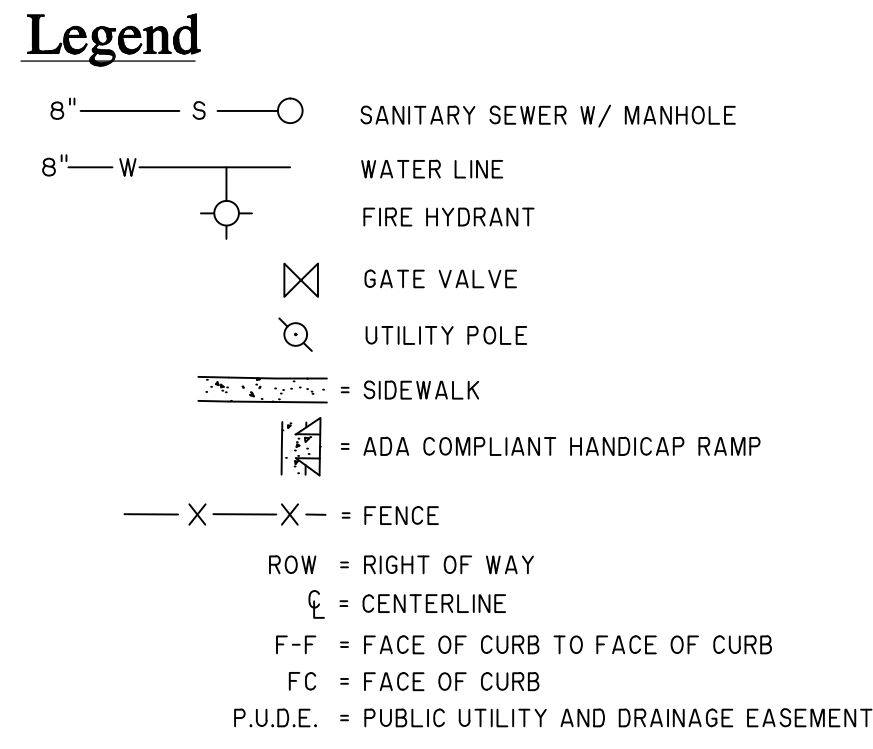 Legend
8" S SANITARY SEWER W/ MANHOLE
8" W WATER LINE
FIRE HYDRANT
GATE VALVE
UTILITY POLE
= SIDEWALK
= ADA COMPLIANT HANDICAP RAMP
X X = FENCE
ROW = RIGHT OF WAY
℄ = CENTERLINE
F-F = FACE OF CURB TO FACE OF CURB
FC = FACE OF CURB
P.U.D.E. = PUBLIC UTILITY AND DRAINAGE EASEMENT